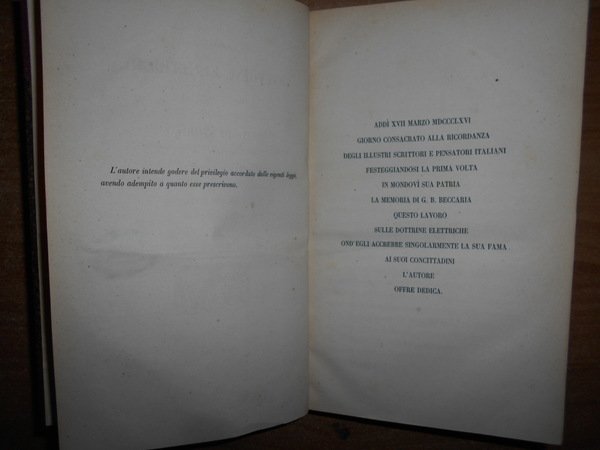 L'autore intende godere del privilegio accordato dalle vigenti leggi,
avendo adempito a quanto esse prescrivono.
ADDÌ XVII MARZO MDCCCLXVI
GIORNO CONSACRATO ALLA RICORDANZA
DEGLI ILLUSTRI SCRITTORI E PENSATORI ITALIANI
FESTEGGIANDOSI LA PRIMA VOLTA
IN MONDOVÌ SUA PATRIA
LA MEMORIA DI G. B. BECCARIA
QUESTO LAVORO
SULLE DOTTRINE ELETTRICHE
OND'EGLI ACCREBBE SINGOLARMENTE LA SUA FAMA
AI SUOI CONCITTADINI
L'AUTORE
OFFRE DEDICA.